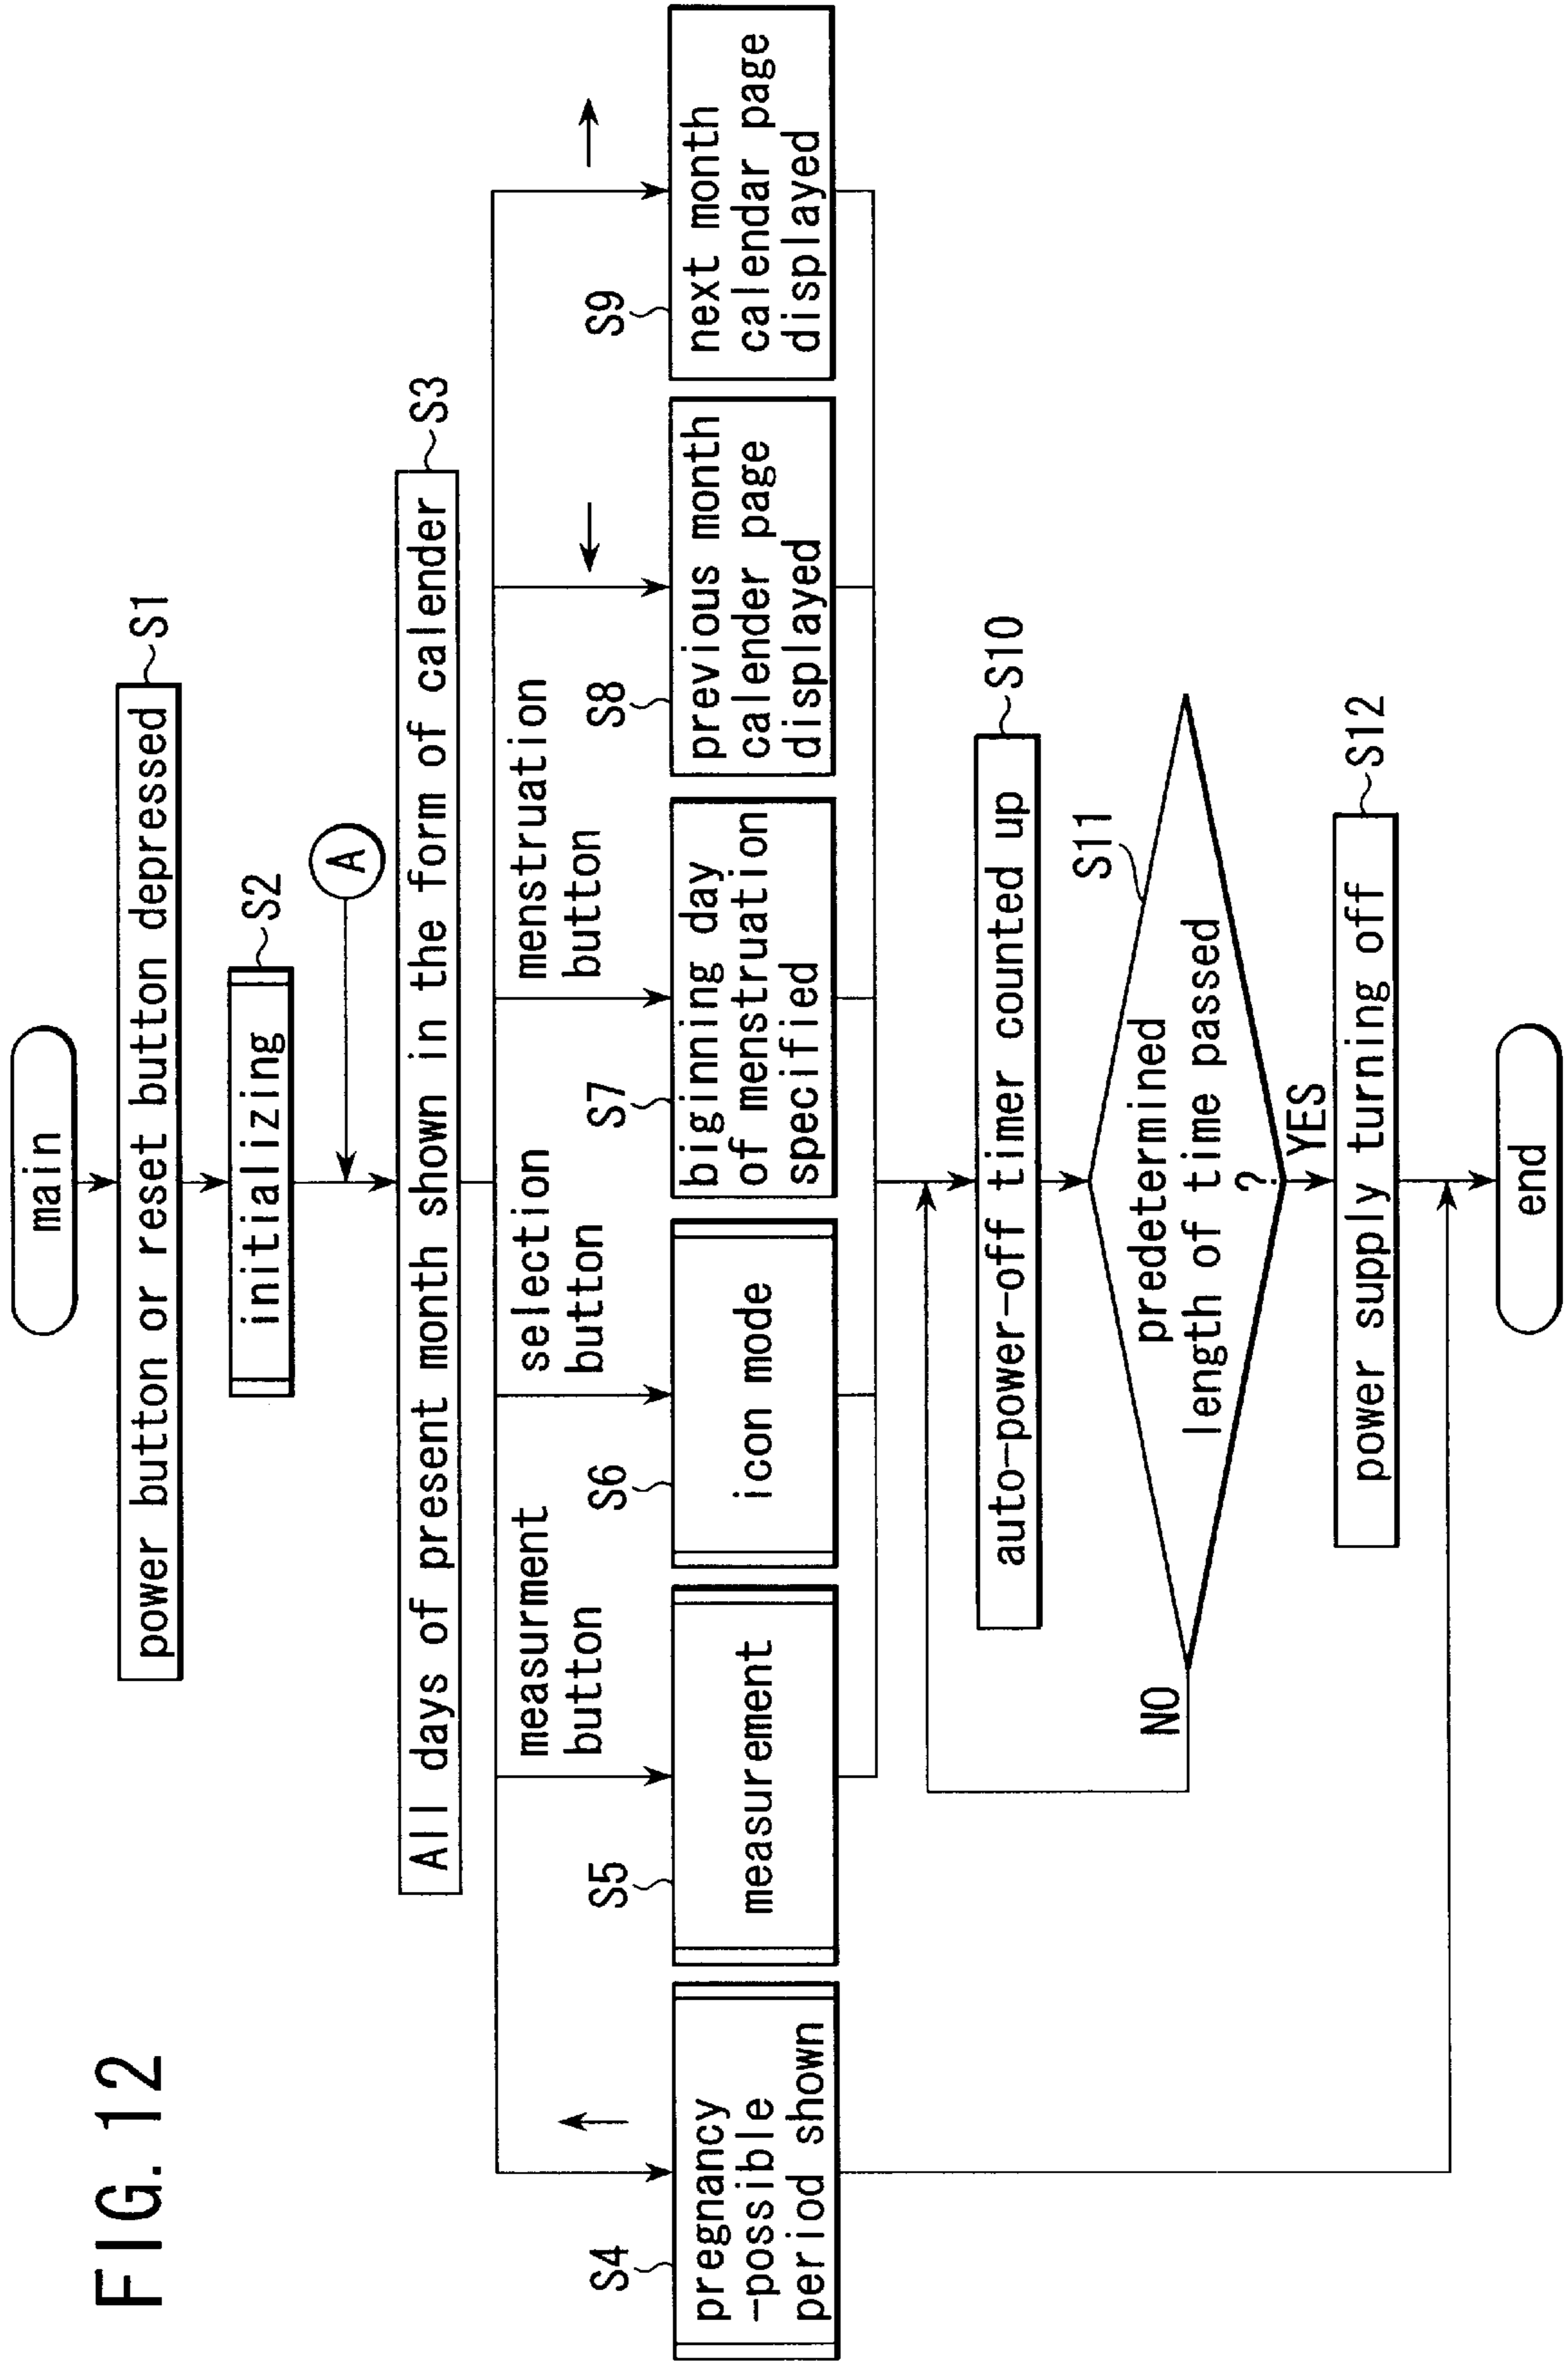 FIG. 12
main
power button or reset button depressed
S1
initializing
S2
A
All days of present month shown in the form of calender
S3
measurment
button
selection
button
menstruation
button
S4
pregnancy
-possible
period shown
S5
measurement
S6
icon mode
S7
biginning day
of menstruation
specified
S8
previous month
calender page
displayed
S9
next month
calendar page
displayed
auto-power-off timer counted up
S10
predetermined
length of time passed
?
S11
NO
YES
power supply turning off
S12
end